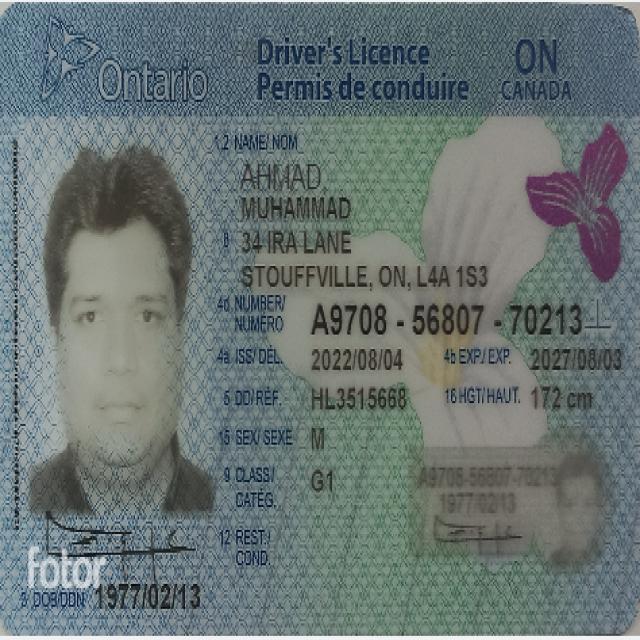 Ontario
Driver's Licence
Permis de conduire
ON
CANADA
1,2 NAME/ NOM
AHMAD,
MUHAMMAD
8 34 IRA LANE
STOUFFVILLE, ON, L4A 1S3
4d NUMBER/
NUMÉRO A9708 - 56807 - 70213
4a ISS/ DÉL. 2022/08/04 4b EXP./ EXP. 2027/08/03
5 DD/ RÉF. HL3515668 16 HGT/ HAUT. 172 cm
15 SEX/ SEXE M
9 CLASS/
CATÉG. G1
A9708-56807-70213
1977/02/13
12 REST./
COND.
fotor
3 DOB/DDN 1977/02/13